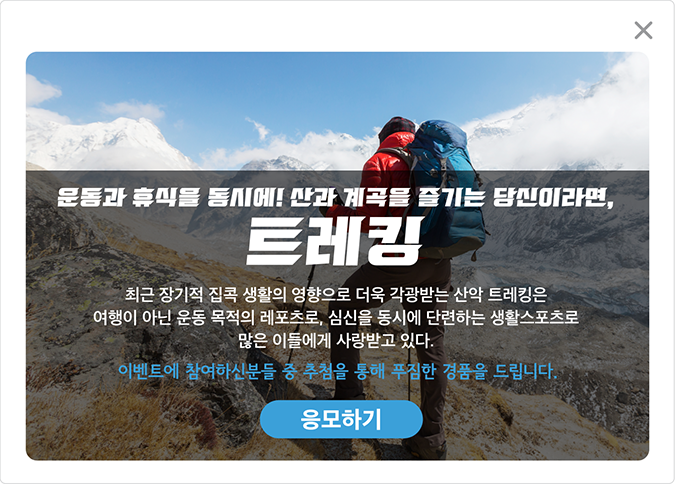 운동과 휴식을 동시에! 산과 계곡을 즐기는 당신이라면,
트레킹
최근 장기적 집콕 생활의 영향으로 더욱 각광받는 산악 트레킹은
여행이 아닌 운동 목적의 레포츠로, 심신을 동시에 단련하는 생활스포츠로
많은 이들에게 사랑받고 있다.
이벤트에 참여하신분들 중 추첨을 통해 푸짐한 경품을 드립니다.
응모하기